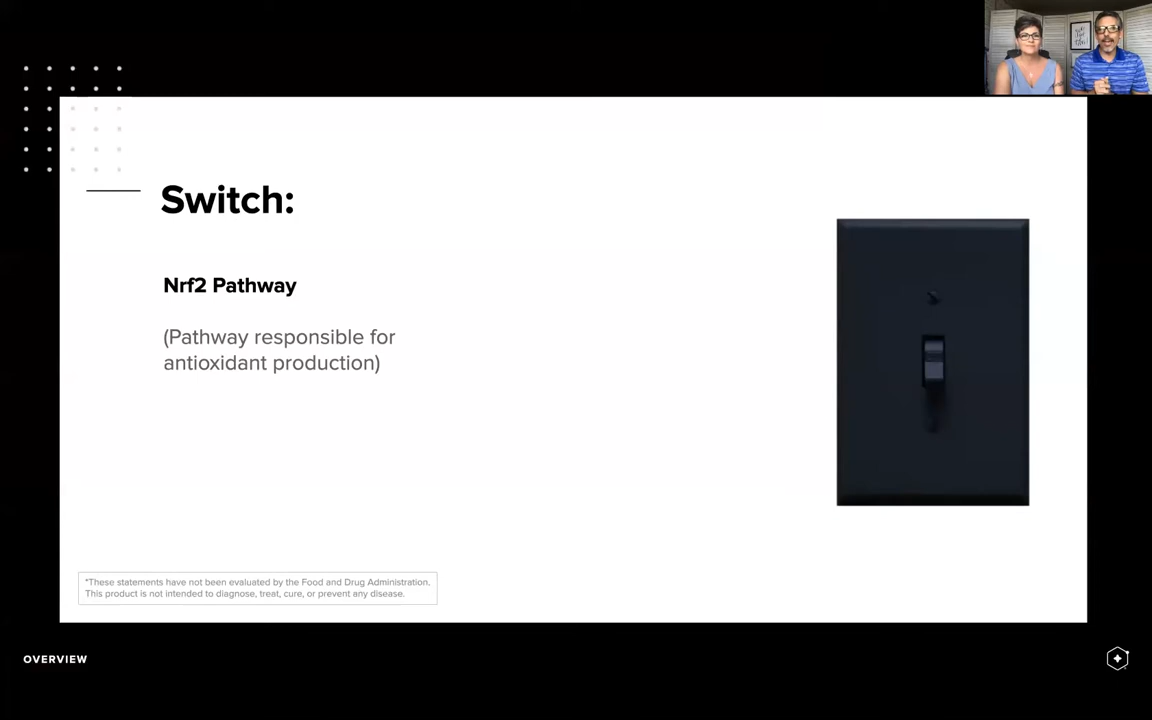 Switch:
Nrf2 Pathway
(Pathway responsible for
antioxidant production)
*These statements have not been evaluated by the Food and Drug Administration.
This product is not intended to diagnose, treat, cure, or prevent any disease.
OVERVIEW